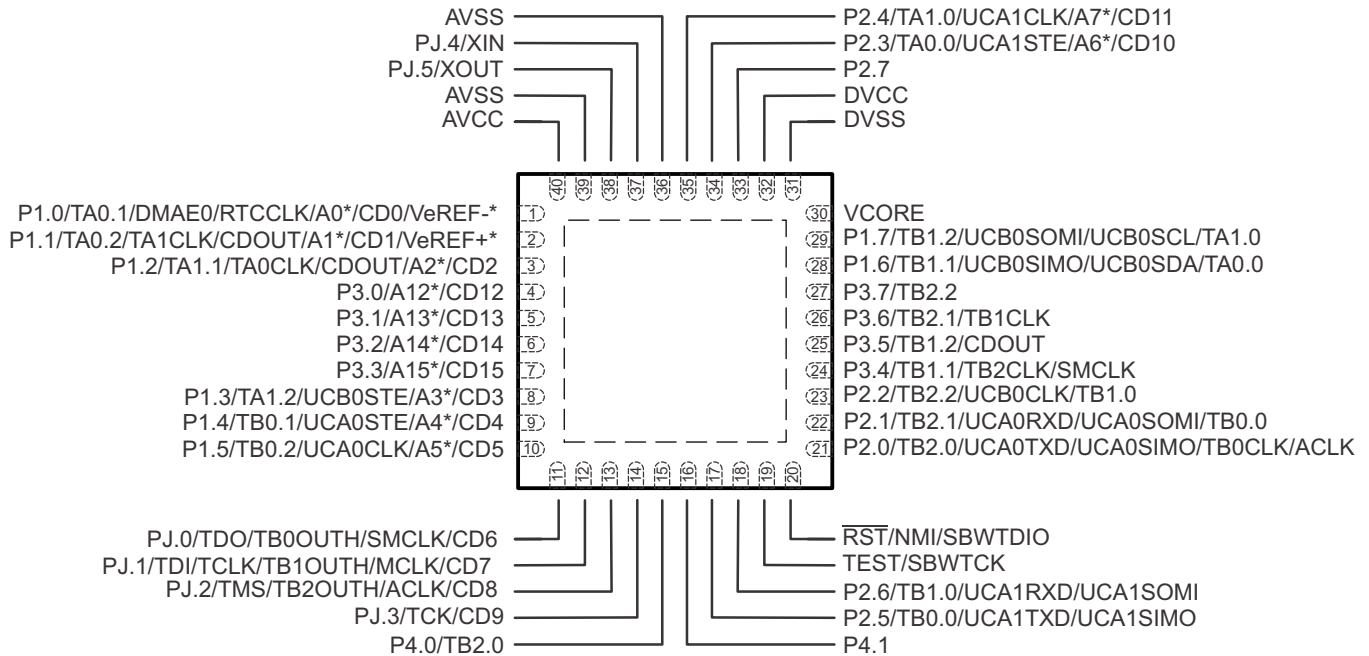 AVSS
PJ.4/XIN
PJ.5/XOUT
AVSS
AVCC
P2.4/TA1.0/UCA1CLK/A7*/CD11
P2.3/TA0.0/UCA1STE/A6*/CD10
P2.7
DVCC
DVSS
40 39 38 37 36 35 34 33 32 31
P1.0/TA0.1/DMAE0/RTCCLK/A0*/CD0/VeREF-* 1
P1.1/TA0.2/TA1CLK/CDOUT/A1*/CD1/VeREF+* 2
P1.2/TA1.1/TA0CLK/CDOUT/A2*/CD2 3
P3.0/A12*/CD12 4
P3.1/A13*/CD13 5
P3.2/A14*/CD14 6
P3.3/A15*/CD15 7
P1.3/TA1.2/UCB0STE/A3*/CD3 8
P1.4/TB0.1/UCA0STE/A4*/CD4 9
P1.5/TB0.2/UCA0CLK/A5*/CD5 10
30 VCORE
29 P1.7/TB1.2/UCB0SOMI/UCB0SCL/TA1.0
28 P1.6/TB1.1/UCB0SIMO/UCB0SDA/TA0.0
27 P3.7/TB2.2
26 P3.6/TB2.1/TB1CLK
25 P3.5/TB1.2/CDOUT
24 P3.4/TB1.1/TB2CLK/SMCLK
23 P2.2/TB2.2/UCB0CLK/TB1.0
22 P2.1/TB2.1/UCA0RXD/UCA0SOMI/TB0.0
21 P2.0/TB2.0/UCA0TXD/UCA0SIMO/TB0CLK/ACLK
11 12 13 14 15 16 17 18 19 20
PJ.0/TDO/TB0OUTH/SMCLK/CD6
PJ.1/TDI/TCLK/TB1OUTH/MCLK/CD7
PJ.2/TMS/TB2OUTH/ACLK/CD8
PJ.3/TCK/CD9
P4.0/TB2.0
RST/NMI/SBWTDIO
TEST/SBWTCK
P2.6/TB1.0/UCA1RXD/UCA1SOMI
P2.5/TB0.0/UCA1TXD/UCA1SIMO
P4.1